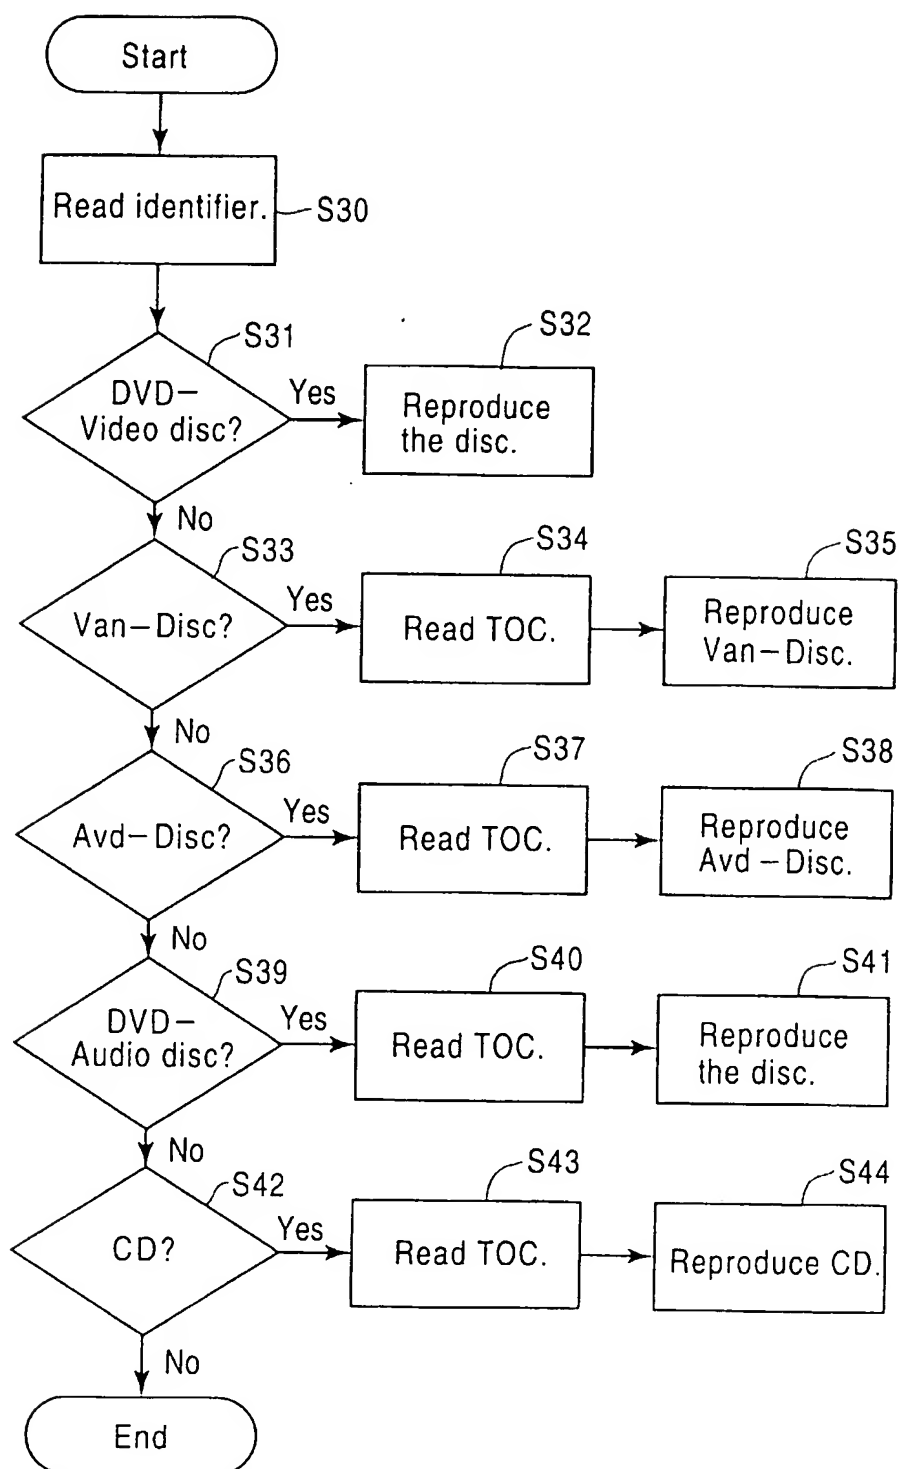 Start
Read identifier.
S30
S31
DVD–
Video disc?
Yes
S32
Reproduce
the disc.
No
S33
Van–Disc?
Yes
S34
Read TOC.
S35
Reproduce
Van–Disc.
No
S36
Avd–Disc?
Yes
S37
Read TOC.
S38
Reproduce
Avd–Disc.
No
S39
DVD–
Audio disc?
Yes
S40
Read TOC.
S41
Reproduce
the disc.
No
S42
CD?
Yes
S43
Read TOC.
S44
Reproduce CD.
No
End